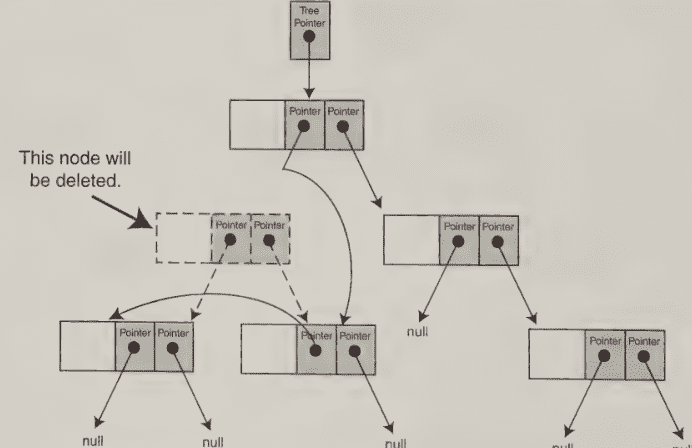 Tree
Pointer
Pointer Pointer
This node will
be deleted.
Pointer Pointer
Pointer Pointer
null
Pointer Pointer
Pointer Pointer
Pointer Pointer
null
null
null
null
null